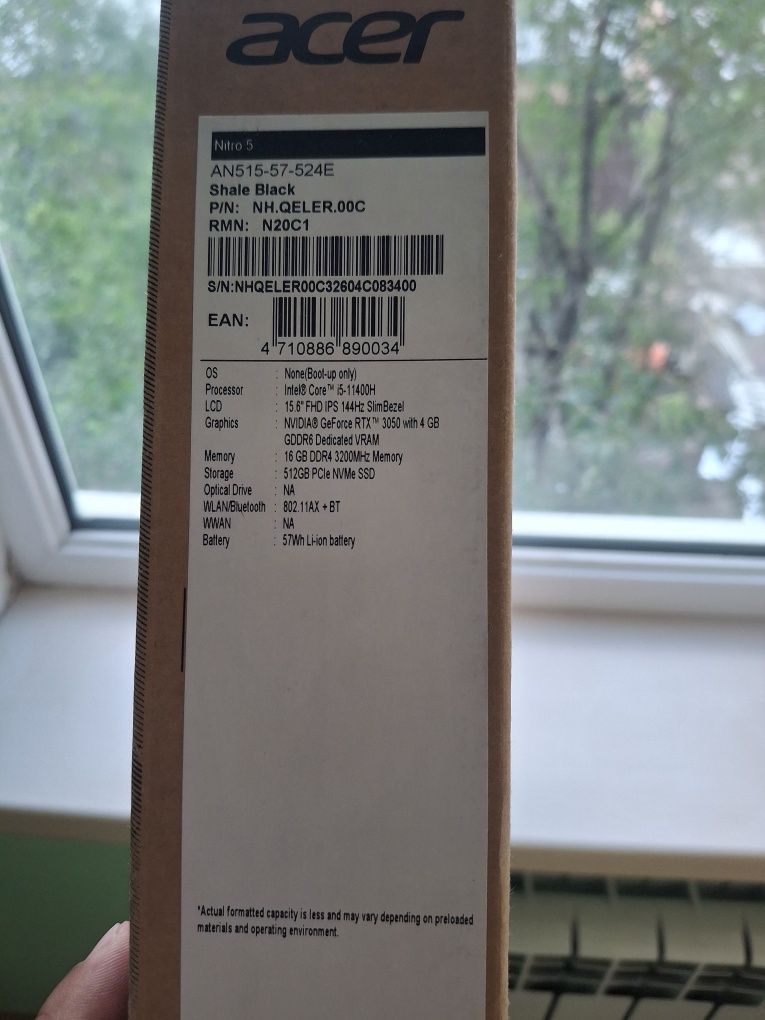 acer
Nitro 5
AN515-57-524E
Shale Black
P/N: NH.QELER.00C
RMN: N20C1
S/N:NHQELER00C32604C083400
EAN:
4 710886 890034
OS : None(Boot-up only)
Processor : Intel® Core™ i5-11400H
LCD : 15.6" FHD IPS 144Hz SlimBezel
Graphics : NVIDIA® GeForce RTX™ 3050 with 4 GB
GDDR6 Dedicated VRAM
Memory : 16 GB DDR4 3200MHz Memory
Storage : 512GB PCIe NVMe SSD
Optical Drive : NA
WLAN/Bluetooth : 802.11AX + BT
WWAN : NA
Battery : 57Wh Li-ion battery
*Actual formatted capacity is less and may vary depending on preloaded
materials and operating environment.